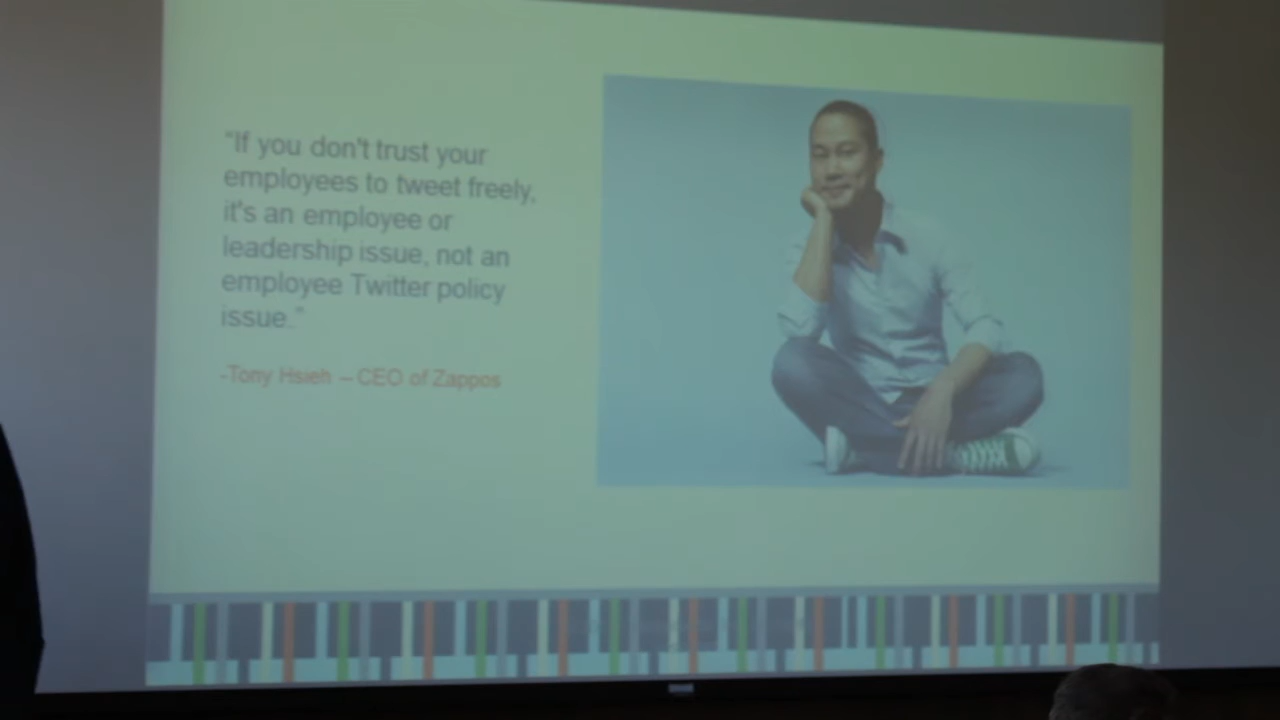 "If you don't trust your
employees to tweet freely,
it's an employee or
leadership issue, not an
employee Twitter policy
issue."
-Tony Hsieh – CEO of Zappos